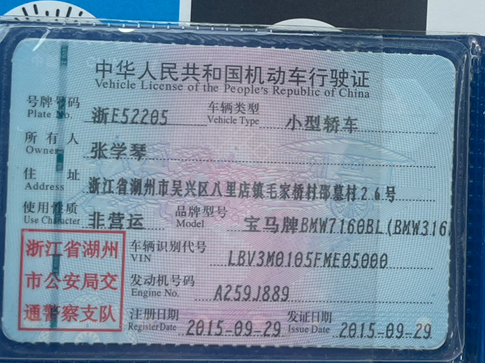 中华人民共和国机动车行驶证
Vehicle License of the People's Republic of China
号牌号码 浙E52205 车辆类型 小型轿车
Plate No. Vehicle Type
所有人 张学琴
Owner
住址 浙江省湖州市吴兴区八里店镇毛家桥村邵墓村26号
Address
使用性质 非营运 品牌型号 宝马牌BMW7160BL(BMW316
Use Character Model
浙江省湖州
市公安局交
通警察支队
车辆识别代号 LBV3M0105FME05000
VIN
发动机号码 A259J889
Engine No.
注册日期 2015-09-29 发证日期 2015-09-29
Register Date Issue Date